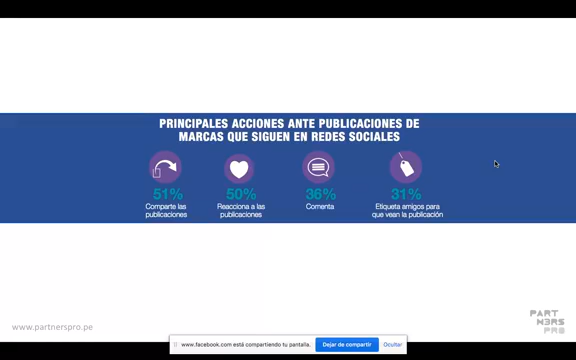 PRINCIPALES ACCIONES ANTE PUBLICACIONES DE
MARCAS QUE SIGUEN EN REDES SOCIALES
51%
Comparte las
publicaciones
50%
Reacciona a las
publicaciones
36%
Comenta
31%
Etiqueta amigos para
que vean la publicación
www.partnerspro.pe
PART
N3RS
PRO
www.facebook.com está compartiendo tu pantalla.
Dejar de compartir
Ocultar